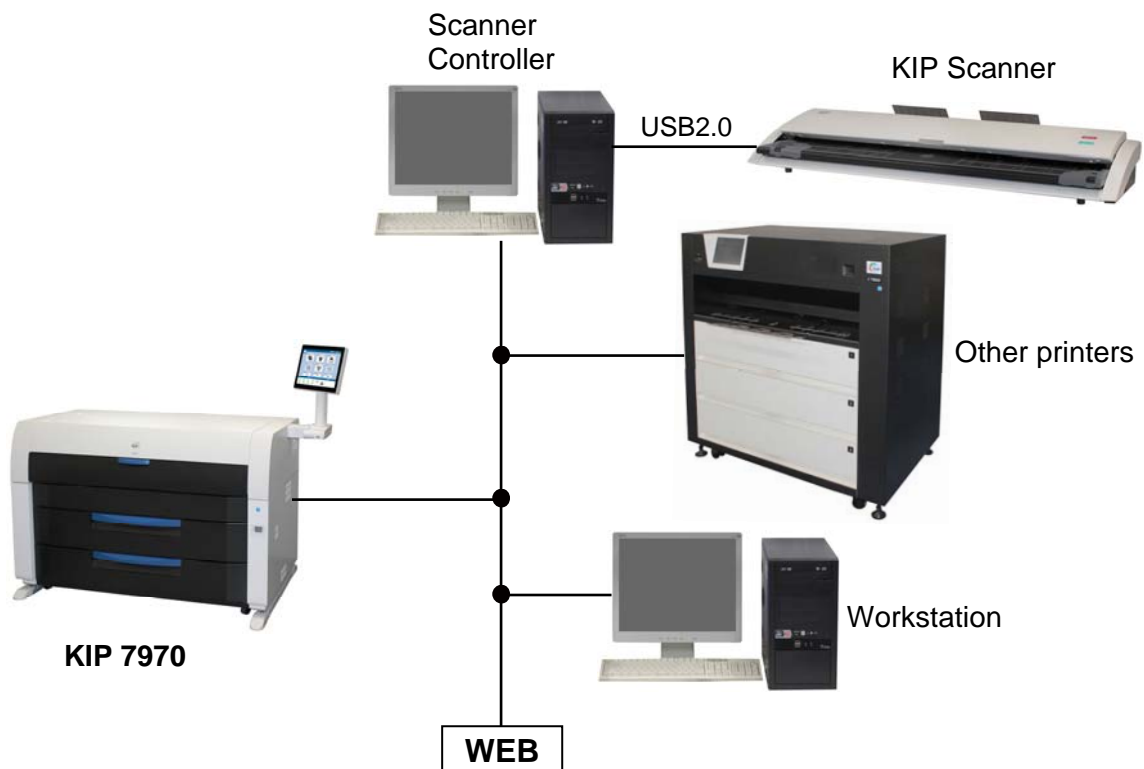 Scanner
Controller
KIP Scanner
USB2.0
Other printers
KIP 7970
Workstation
WEB